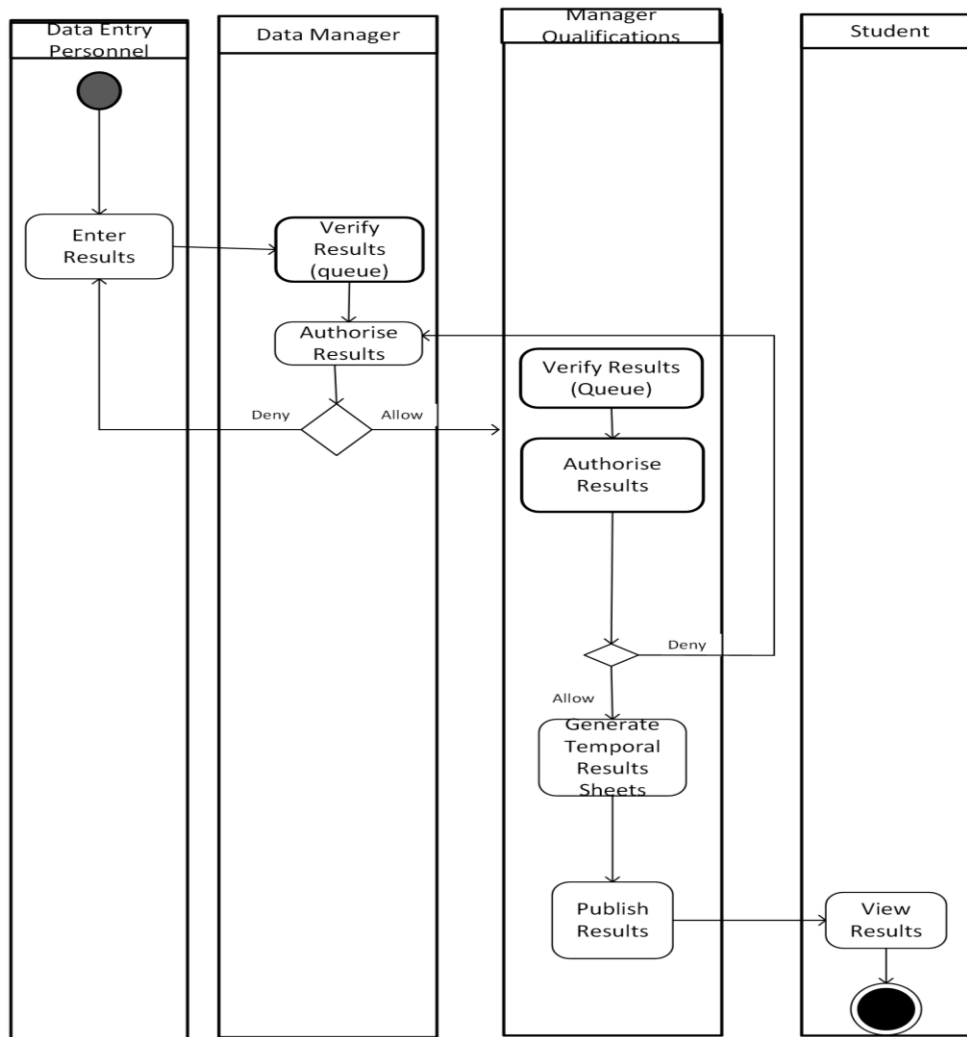 Data Entry
Personnel
Data Manager
Manager
Qualifications
Student
Enter
Results
Verify
Results
(queue)
Authorise
Results
Deny
Allow
Verify Results
(Queue)
Authorise
Results
Deny
Allow
Generate
Temporal
Results
Sheets
Publish
Results
View
Results